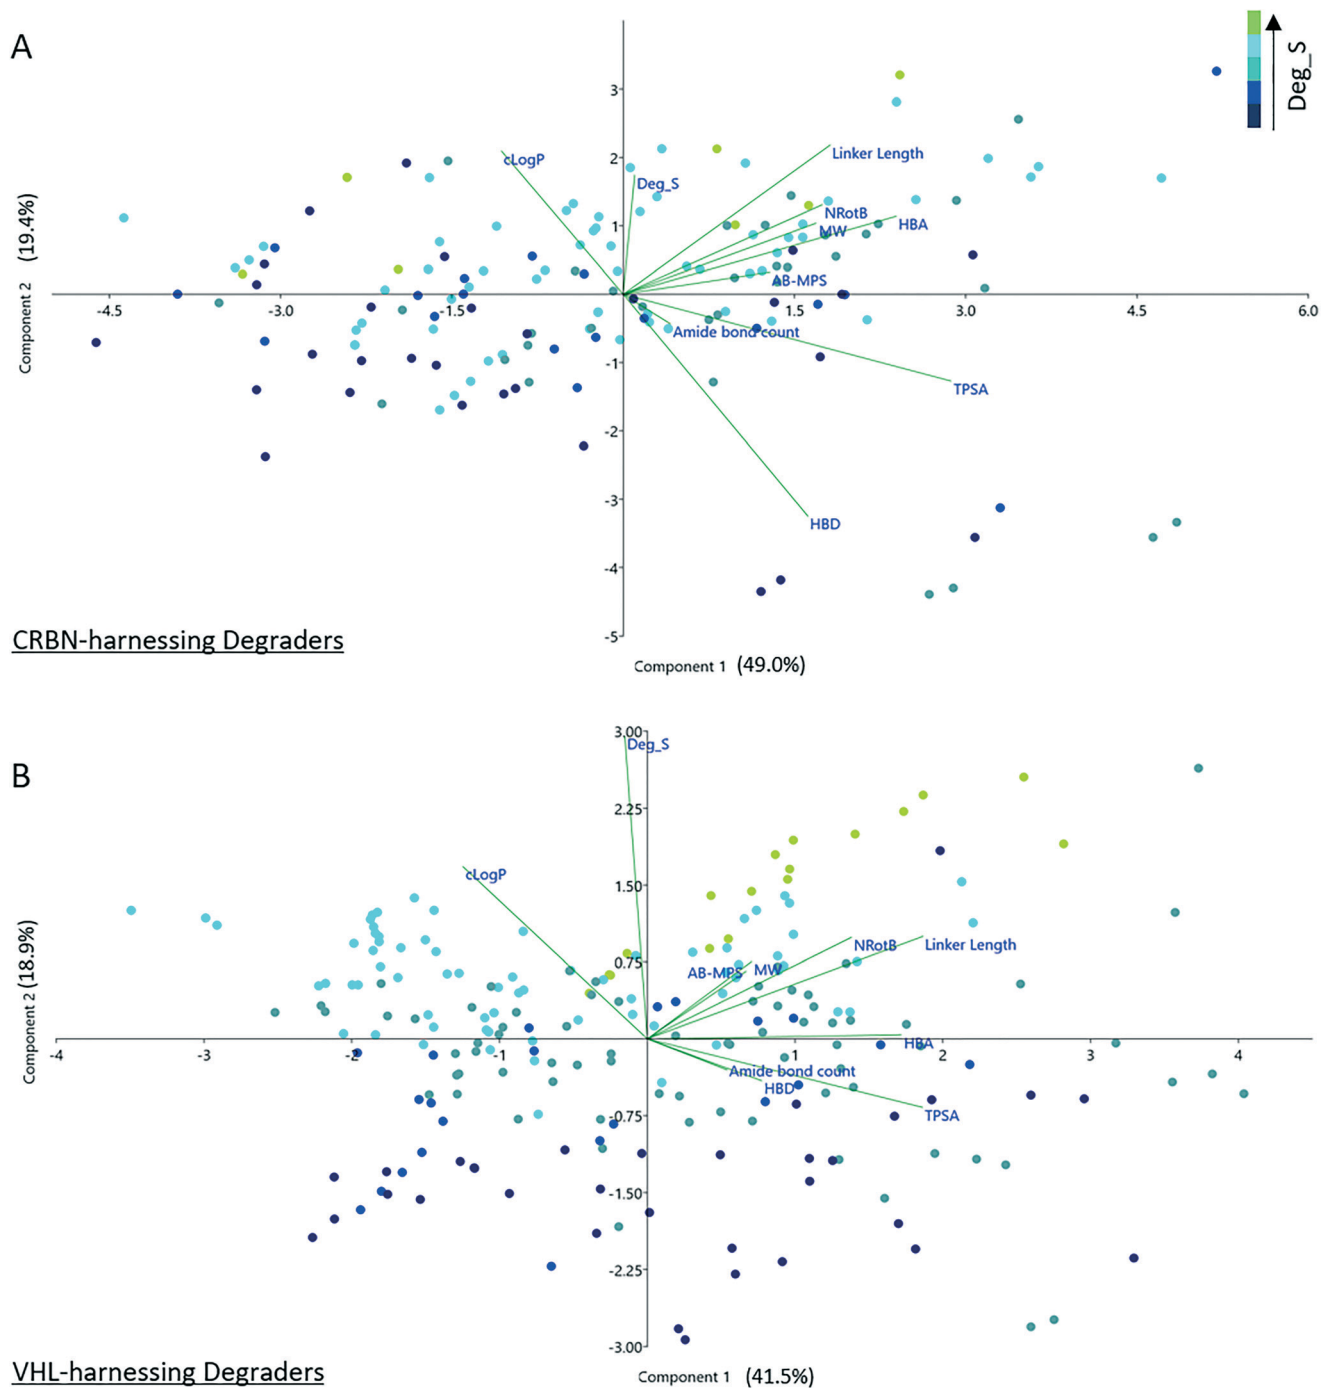 A
Deg_S
3
cLogP
2
Linker Length
Deg_S
NRotB
HBA
1
MW
AB-MPS
Component 2 (19.4%)
-4.5
-3.0
-1.5
1.5
3.0
4.5
6.0
Amide bond count
-1
TPSA
-2
-3
HBD
-4
-5
CRBN-harnessing Degraders
Component 1 (49.0%)
3.00
Deg_S
B
2.25
cLogP
1.50
NRotB
Linker Length
0.75
AB-MPS
MW
Component 2 (18.9%)
-4
-3
-2
-1
1
2
3
4
HBA
Amide bond count
HBD
-0.75
TPSA
-1.50
-2.25
-3.00
VHL-harnessing Degraders
Component 1 (41.5%)